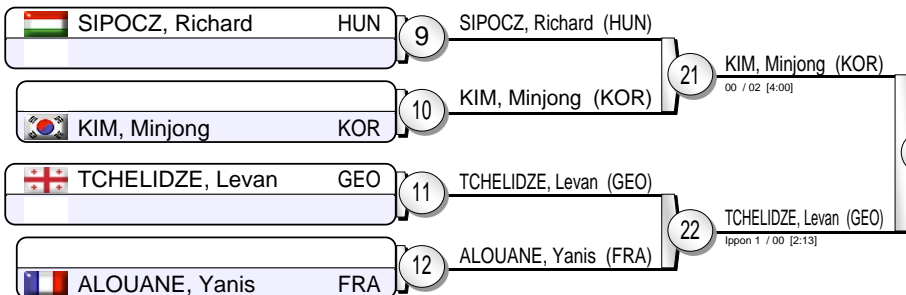 SIPOCZ, Richard HUN
9
SIPOCZ, Richard (HUN)
21
KIM, Minjong (KOR)
00 / 02 [4:00]
10
KIM, Minjong (KOR)
KIM, Minjong KOR
TCHELIDZE, Levan GEO
11
TCHELIDZE, Levan (GEO)
22
TCHELIDZE, Levan (GEO)
Ippon 1 / 00 [2:13]
12
ALOUANE, Yanis (FRA)
ALOUANE, Yanis FRA